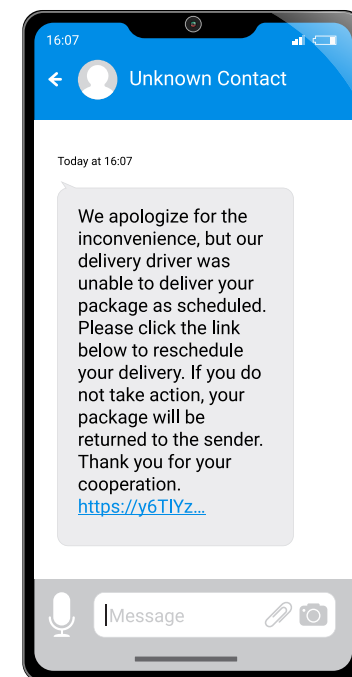 16:07
Unknown Contact
Today at 16:07
We apologize for the
inconvenience, but our
delivery driver was
unable to deliver your
package as scheduled.
Please click the link
below to reschedule
your delivery. If you do
not take action, your
package will be
returned to the sender.
Thank you for your
cooperation.
https://y6TlYz...
Message